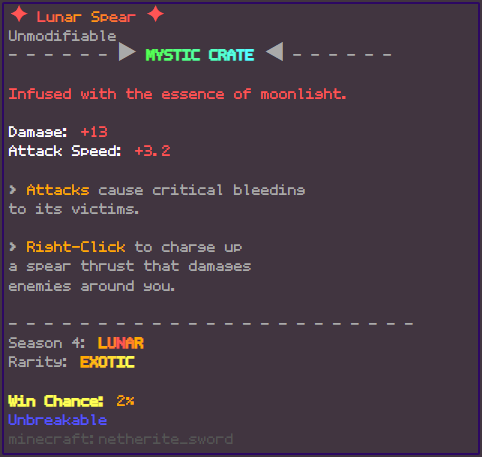 ✦ Lunar Spear ✦
Unmodifiable
- - - - - - ▶ MYSTIC CRATE ◀ - - - - - -
Infused with the essence of moonlight.
Damage: +13
Attack Speed: +3.2
> Attacks cause critical bleeding
to its victims.
> Right-Click to charge up
a spear thrust that damages
enemies around you.
- - - - - - - - - - - - - - - - - - - - - - -
Season 4: LUNAR
Rarity: EXOTIC
Win Chance: 2%
Unbreakable
minecraft:netherite_sword